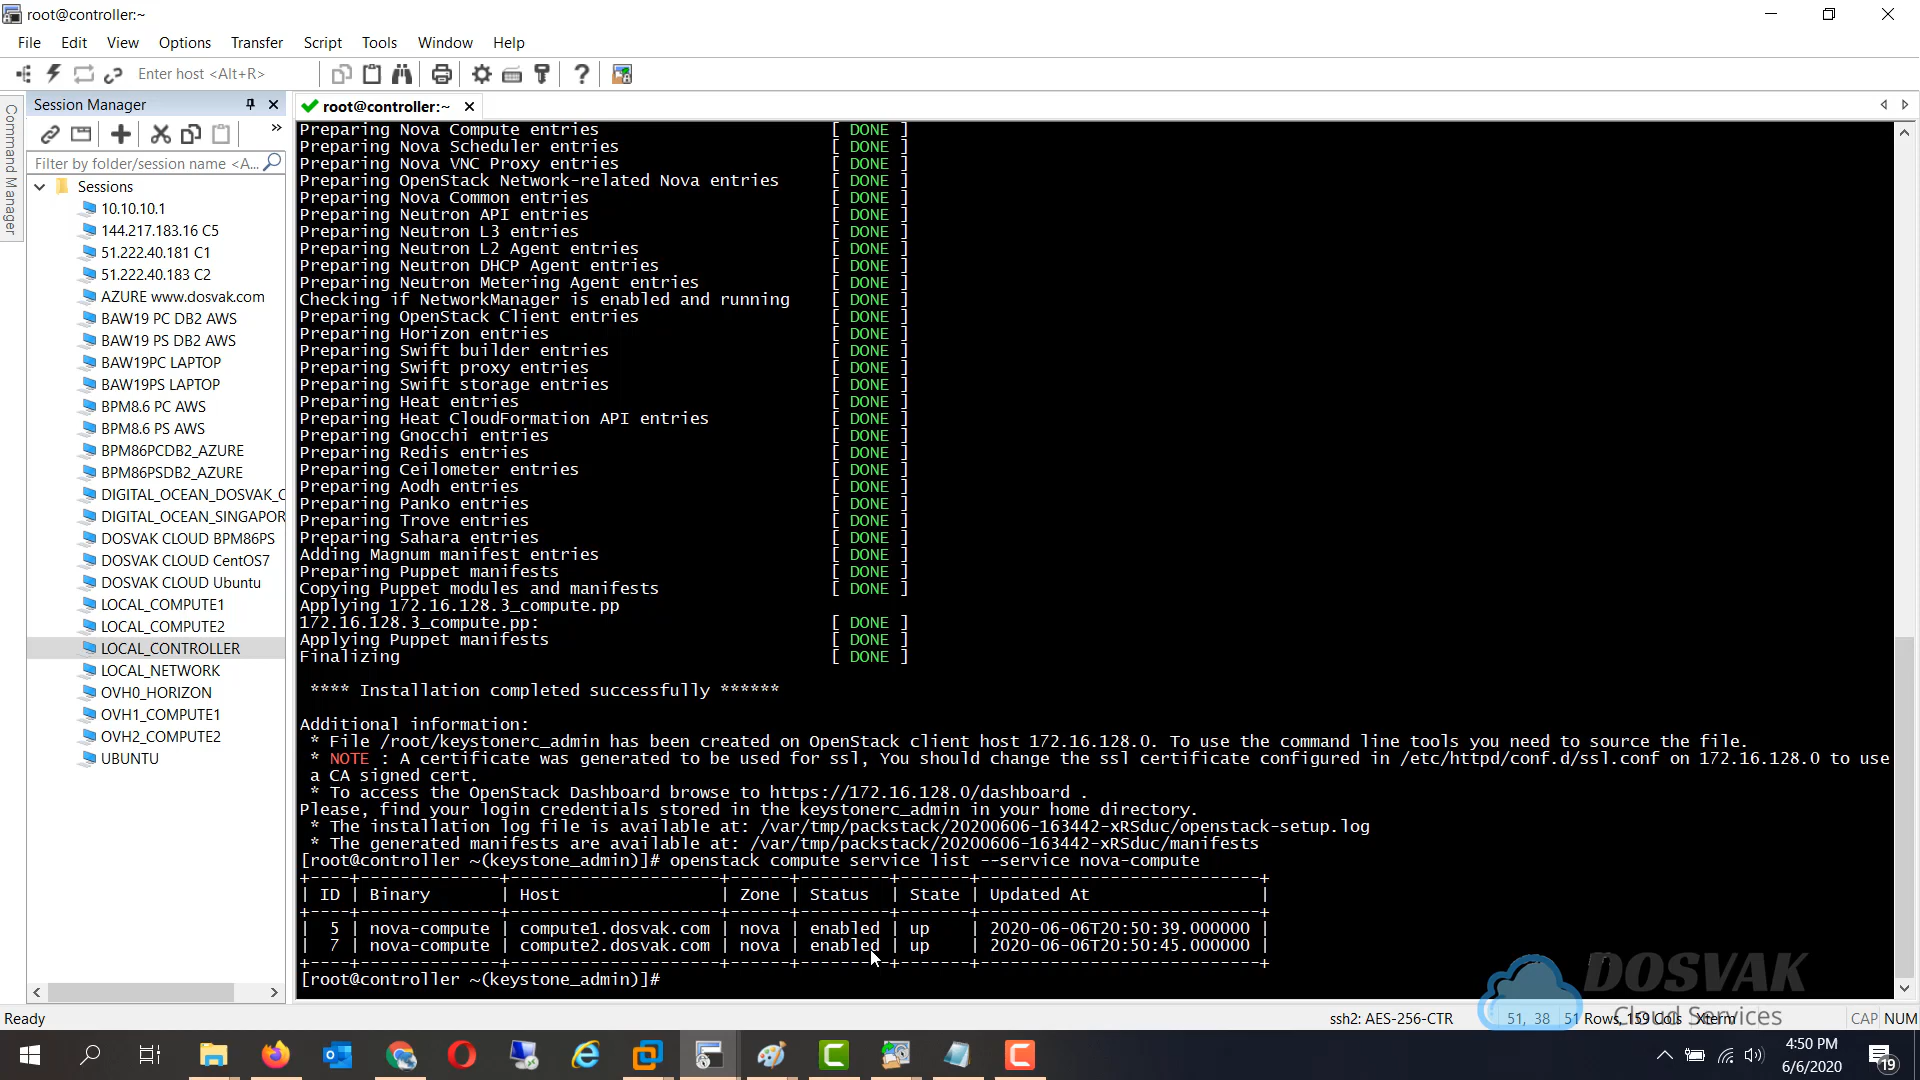 root@controller:~
File Edit View Options Transfer Script Tools Window Help
Enter host <Alt+R>
Session Manager
root@controller:~
Command Manager
Filter by folder/session name <A...
Sessions
10.10.10.1
144.217.183.16 C5
51.222.40.181 C1
51.222.40.183 C2
AZURE www.dosvak.com
BAW19 PC DB2 AWS
BAW19 PS DB2 AWS
BAW19PC LAPTOP
BAW19PS LAPTOP
BPM8.6 PC AWS
BPM8.6 PS AWS
BPM86PCDB2_AZURE
BPM86PSDB2_AZURE
DIGITAL_OCEAN_DOSVAK_C
DIGITAL_OCEAN_SINGAPOR
DOSVAK CLOUD BPM86PS
DOSVAK CLOUD CentOS7
DOSVAK CLOUD Ubuntu
LOCAL_COMPUTE1
LOCAL_COMPUTE2
LOCAL_CONTROLLER
LOCAL_NETWORK
OVH0_HORIZON
OVH1_COMPUTE1
OVH2_COMPUTE2
UBUNTU
Preparing Nova Compute entries [ DONE ]
Preparing Nova Scheduler entries [ DONE ]
Preparing Nova VNC Proxy entries [ DONE ]
Preparing OpenStack Network-related Nova entries [ DONE ]
Preparing Nova Common entries [ DONE ]
Preparing Neutron API entries [ DONE ]
Preparing Neutron L3 entries [ DONE ]
Preparing Neutron L2 Agent entries [ DONE ]
Preparing Neutron DHCP Agent entries [ DONE ]
Preparing Neutron Metering Agent entries [ DONE ]
Checking if NetworkManager is enabled and running [ DONE ]
Preparing OpenStack Client entries [ DONE ]
Preparing Horizon entries [ DONE ]
Preparing Swift builder entries [ DONE ]
Preparing Swift proxy entries [ DONE ]
Preparing Swift storage entries [ DONE ]
Preparing Heat entries [ DONE ]
Preparing Heat CloudFormation API entries [ DONE ]
Preparing Gnocchi entries [ DONE ]
Preparing Redis entries [ DONE ]
Preparing Ceilometer entries [ DONE ]
Preparing Aodh entries [ DONE ]
Preparing Panko entries [ DONE ]
Preparing Trove entries [ DONE ]
Preparing Sahara entries [ DONE ]
Adding Magnum manifest entries [ DONE ]
Preparing Puppet manifests [ DONE ]
Copying Puppet modules and manifests [ DONE ]
Applying 172.16.128.3_compute.pp
172.16.128.3_compute.pp: [ DONE ]
Applying Puppet manifests [ DONE ]
Finalizing [ DONE ]
**** Installation completed successfully ******
Additional information:
* File /root/keystonerc_admin has been created on OpenStack client host 172.16.128.0. To use the command line tools you need to source the file.
* NOTE : A certificate was generated to be used for ssl, You should change the ssl certificate configured in /etc/httpd/conf.d/ssl.conf on 172.16.128.0 to use
a CA signed cert.
* To access the OpenStack Dashboard browse to https://172.16.128.0/dashboard .
Please, find your login credentials stored in the keystonerc_admin in your home directory.
* The installation log file is available at: /var/tmp/packstack/20200606-163442-xRSduc/openstack-setup.log
* The generated manifests are available at: /var/tmp/packstack/20200606-163442-xRSduc/manifests
[root@controller ~(keystone_admin)]# openstack compute service list --service nova-compute
+----+--------------+---------------------+------+---------+-------+----------------------------+
| ID | Binary | Host | Zone | Status | State | Updated At |
+----+--------------+---------------------+------+---------+-------+----------------------------+
| 5 | nova-compute | compute1.dosvak.com | nova | enabled | up | 2020-06-06T20:50:39.000000 |
| 7 | nova-compute | compute2.dosvak.com | nova | enabled | up | 2020-06-06T20:50:45.000000 |
+----+--------------+---------------------+------+---------+-------+----------------------------+
[root@controller ~(keystone_admin)]#
DOSVAK
Cloud Services
Ready ssh2: AES-256-CTR 51, 38 51 Rows, 159 Cols Xterm CAP NUM
4:50 PM
6/6/2020
19